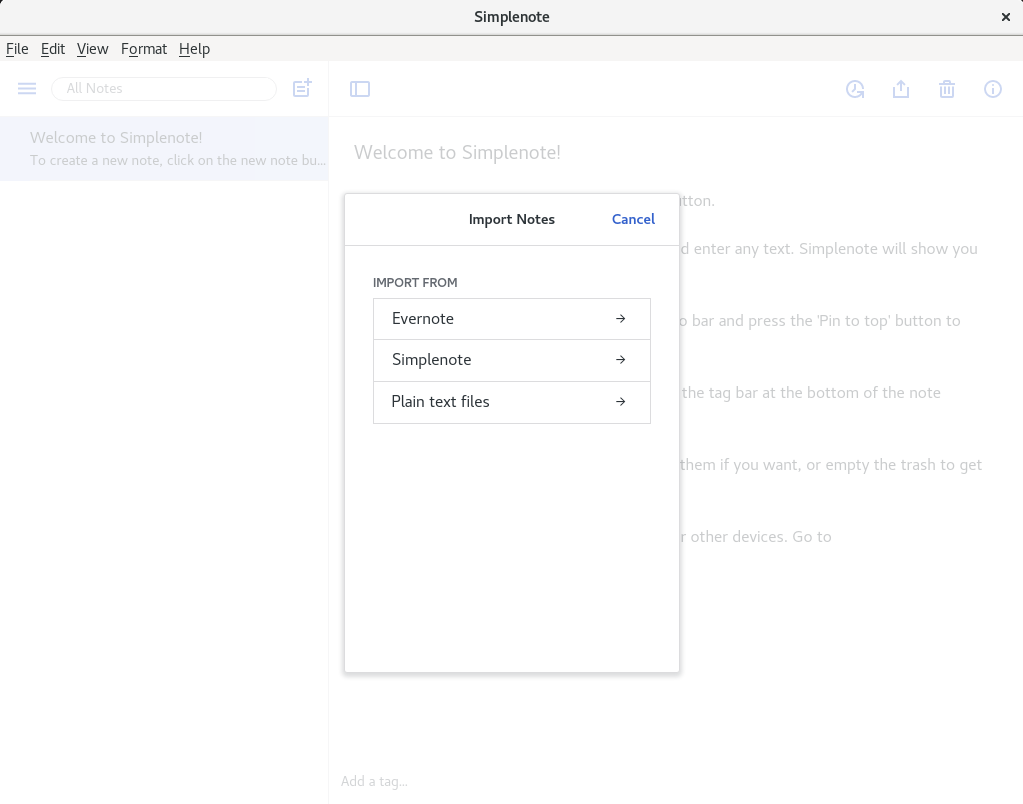 Simplenote
File Edit View Format Help
All Notes
Welcome to Simplenote!
To create a new note, click on the new note bu...
Welcome to Simplenote!
tton.
d enter any text. Simplenote will show you
o bar and press the 'Pin to top' button to
the tag bar at the bottom of the note
them if you want, or empty the trash to get
r other devices. Go to
Import Notes
Cancel
IMPORT FROM
Evernote
Simplenote
Plain text files
Add a tag...